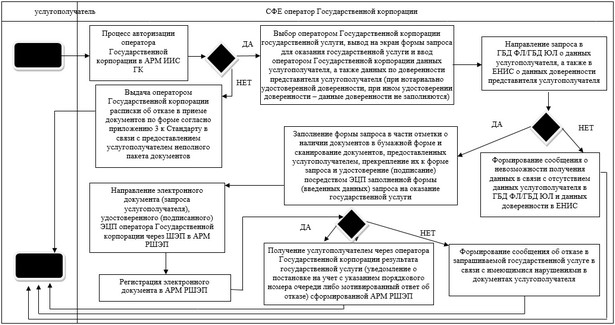 услугополучатель
СФЕ оператор Государственной корпорации
Процесс авторизации
оператора
Государственной
корпорации в АРМ ИИС
ГК
ДА
НЕТ
Выбор оператором Государственной корпорации
государственной услуги, вывод на экран формы запроса
для оказания государственной услуги и ввод
оператором Государственной корпорации данных
услугополучателя, а также данных по доверенности
представителя услугополучателя (при нотариально
удостоверенной доверенности, при ином удостоверении
доверенности – данные доверенности не заполняются)
Направление запроса в
ГБД ФЛ/ГБД ЮЛ о данных
услугополучателя, а также в
ЕНИС о данных доверенности
представителя услугополучателя
Выдача оператором
Государственной корпорации
расписки об отказе в приеме
документов по форме согласно
приложению 3 к Стандарту в
связи с предоставлением
услугополучателем неполного
пакета документов
ДА
НЕТ
Заполнение формы запроса в части отметки о
наличии документов в бумажной форме и
сканирование документов, предоставленных
услугополучателем, прекрепление их к форме
запроса и удостоверение (подписание)
посредством ЭЦП заполненной формы
(введенных данных) запроса на оказание
государственной услуги
Формирование сообщения о
невозможности получения
данных в связи с отсутствием
данных услугополучателя в
ГБД ФЛ/ГБД ЮЛ и данных
доверенности в ЕНИС
Направление электронного
документа (запроса
услугополучателя),
удостоверенного (подписанного)
ЭЦП оператора Государственной
корпорации через ШЭП в АРМ
РШЭП
ДА
НЕТ
Регистрация электронного
документа в АРМ РШЭП
Получение услугополучателем через оператора
Государственной корпорации результата
государственной услуги (уведомление о
постановке на учет с указанием порядкового
номера очереди либо мотивированный ответ об
отказе) сформированной АРМ РШЭП
Формирование сообщения об отказе в
запрашиваемой государственной услуге в
связи с имеющимися нарушениями в
документах услугополучателя